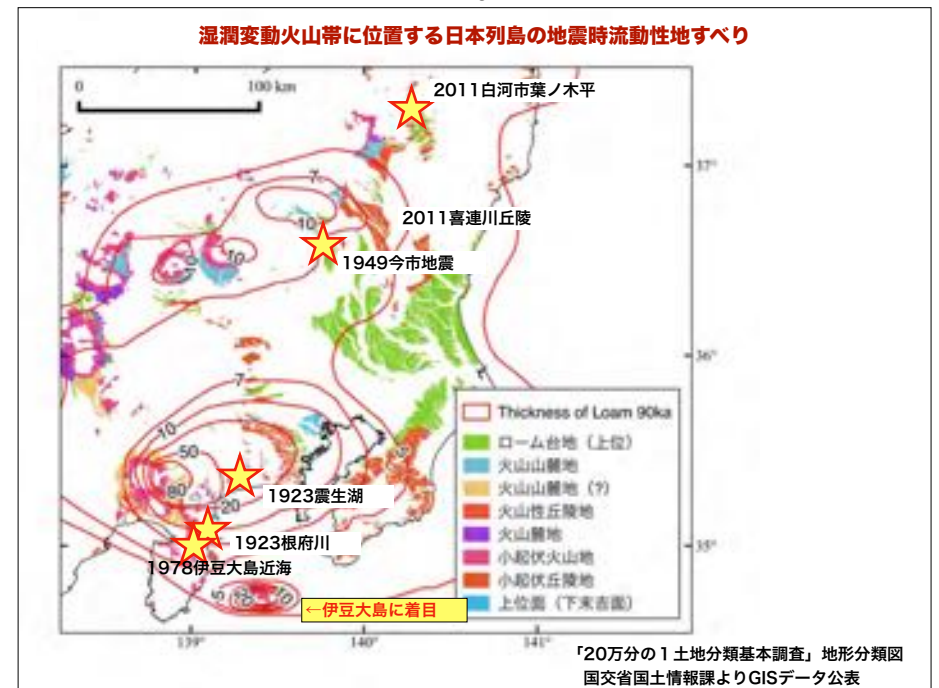 湿潤変動火山帯に位置する日本列島の地震時流動性地すべり
0 100 km
2011白河市葉ノ木平
37°
7
2011喜連川丘陵
10
10
1949今市地震
36°
7
10
50
80
20
1923震生湖
1923根府川
35°
1978伊豆大島近海
5
10
←伊豆大島に着目
Thickness of Loam 90ka
ローム台地（上位）
火山山麓地
火山山麓地（?）
火山性丘陵地
火山麓地
小起伏火山地
小起伏丘陵地
上位面（下末吉面）
139° 140° 141°
「20万分の１土地分類基本調査」地形分類図
国交省国土情報課よりGISデータ公表